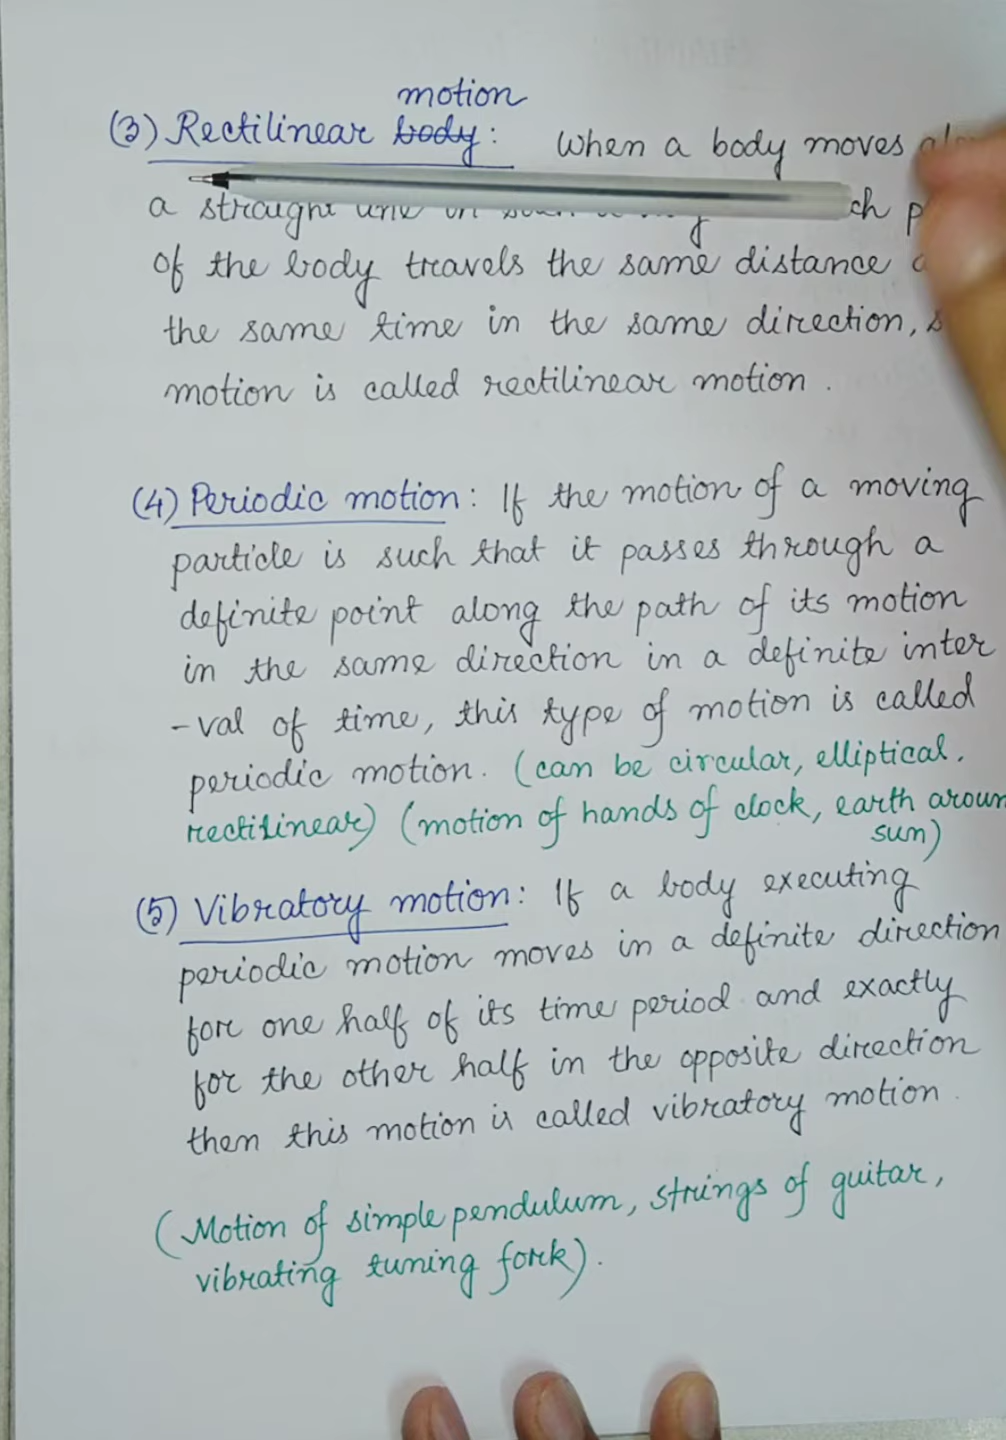 motion
(3) Rectilinear body: When a body moves
a straight line in such ch
of the body travels the same distance
the same time in the same direction,
motion is called rectilinear motion.
(4) Periodic motion: If the motion of a moving
particle is such that it passes through a
definite point along the path of its motion
in the same direction in a definite inter
-val of time, this type of motion is called
periodic motion. (can be circular, elliptical,
rectilinear) (motion of hands of clock, earth aroun
sun)
(5) Vibratory motion: If a body executing
periodic motion moves in a definite direction
for one half of its time period and exactly
for the other half in the opposite direction
then this motion is called vibratory motion.
(Motion of simple pendulum, strings of guitar,
vibrating tuning fork).